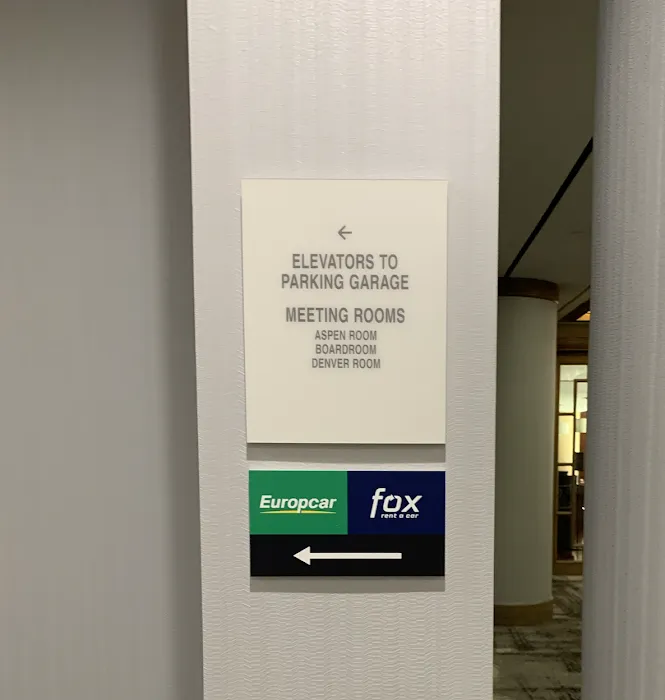 ←
ELEVATORS TO
PARKING GARAGE
MEETING ROOMS
ASPEN ROOM
BOARDROOM
DENVER ROOM
Europcar
fox
rent a car